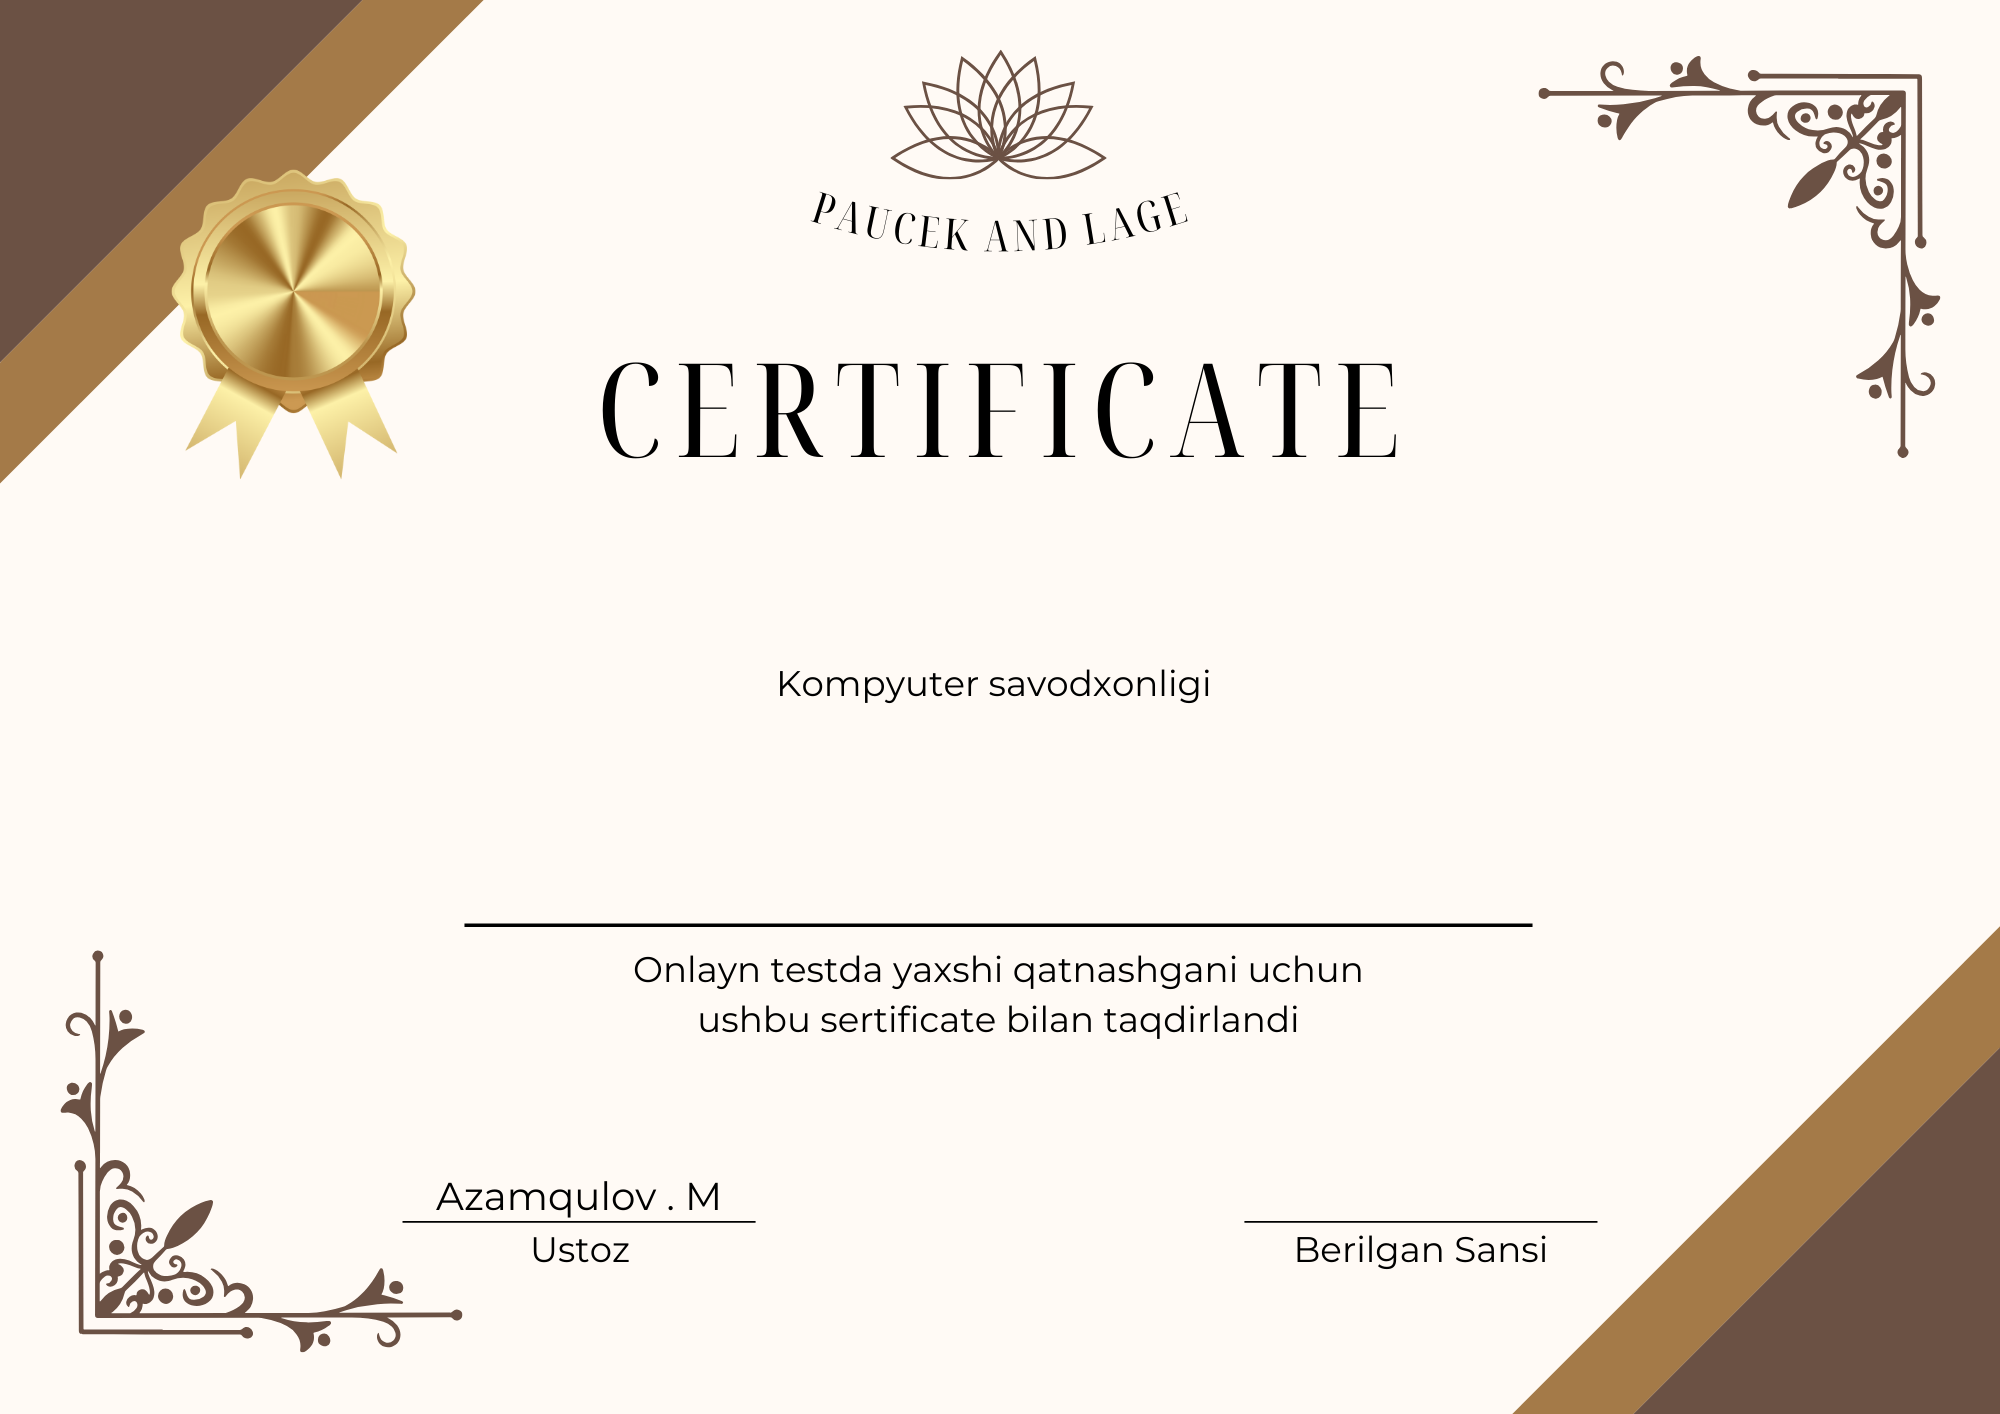 PAUCEK AND LAGE
CERTIFICATE
Kompyuter savodxonligi
Onlayn testda yaxshi qatnashgani uchun
ushbu sertificate bilan taqdirlandi
Azamqulov . M
Ustoz
Berilgan Sansi